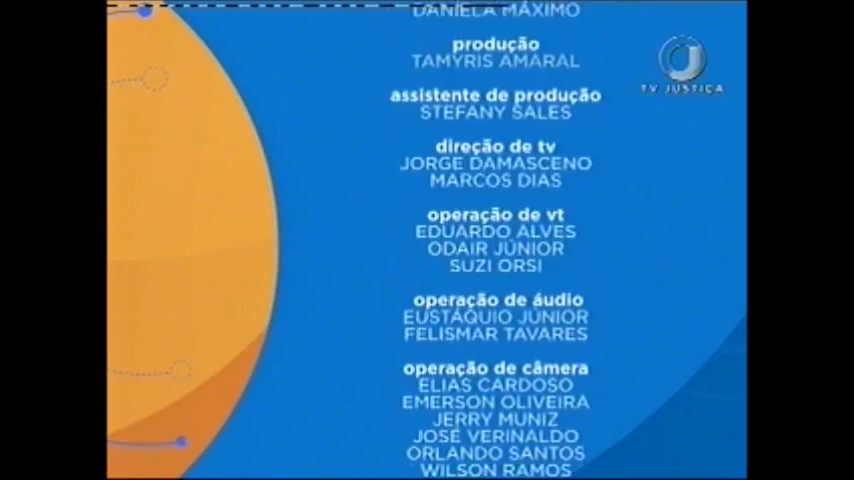 DANIELA MÁXIMO
produção
TAMYRIS AMARAL
assistente de produção
STEFANY SALES
direção de tv
JORGE DAMASCENO
MARCOS DIAS
operação de vt
EDUARDO ALVES
ODAIR JÚNIOR
SUZI ORSI
operação de áudio
EUSTÁQUIO JÚNIOR
FELISMAR TAVARES
operação de câmera
ELIAS CARDOSO
EMERSON OLIVEIRA
JERRY MUNIZ
JOSÉ VERINALDO
ORLANDO SANTOS
WILSON RAMOS
TV JUSTIÇA